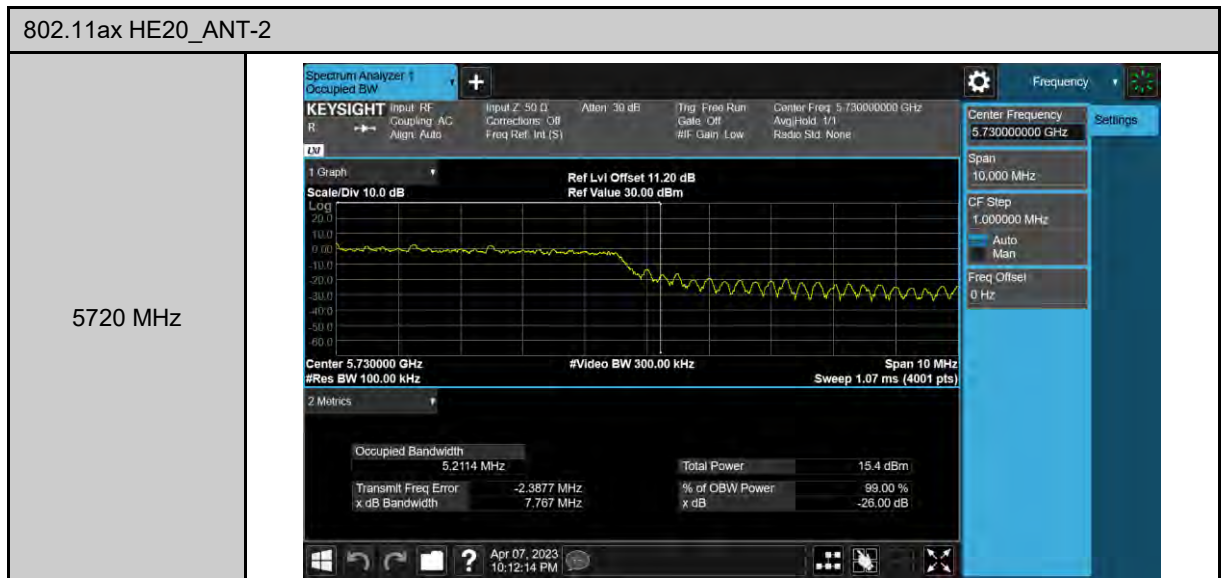 802.11ax HE20_ANT-2
5720 MHz
Spectrum Analyzer 1
Occupied BW
+
Frequency
KEYSIGHT
R
Input: RF
Coupling: AC
Align: Auto
Input Z: 50 Ω
Corrections: Off
Freq Ref: Int (S)
Atten: 30 dB
Trig: Free Run
Gate: Off
#IF Gain: Low
Center Freq: 5.730000000 GHz
Avg|Hold: 1/1
Radio Std: None
LXI
Center Frequency
5.730000000 GHz
Settings
Span
10.000 MHz
CF Step
1.000000 MHz
Auto
Man
Freq Offset
0 Hz
1 Graph
Scale/Div 10.0 dB
Ref Lvl Offset 11.20 dB
Ref Value 30.00 dBm
Log
20.0
10.0
0.00
-10.0
-20.0
-30.0
-40.0
-50.0
-60.0
Center 5.730000 GHz
#Res BW 100.00 kHz
#Video BW 300.00 kHz
Span 10 MHz
Sweep 1.07 ms (4001 pts)
2 Metrics
Occupied Bandwidth
5.2114 MHz
Total Power 15.4 dBm
Transmit Freq Error -2.3877 MHz
% of OBW Power 99.00 %
x dB Bandwidth 7.767 MHz
x dB -26.00 dB
?
Apr 07, 2023
10:12:14 PM